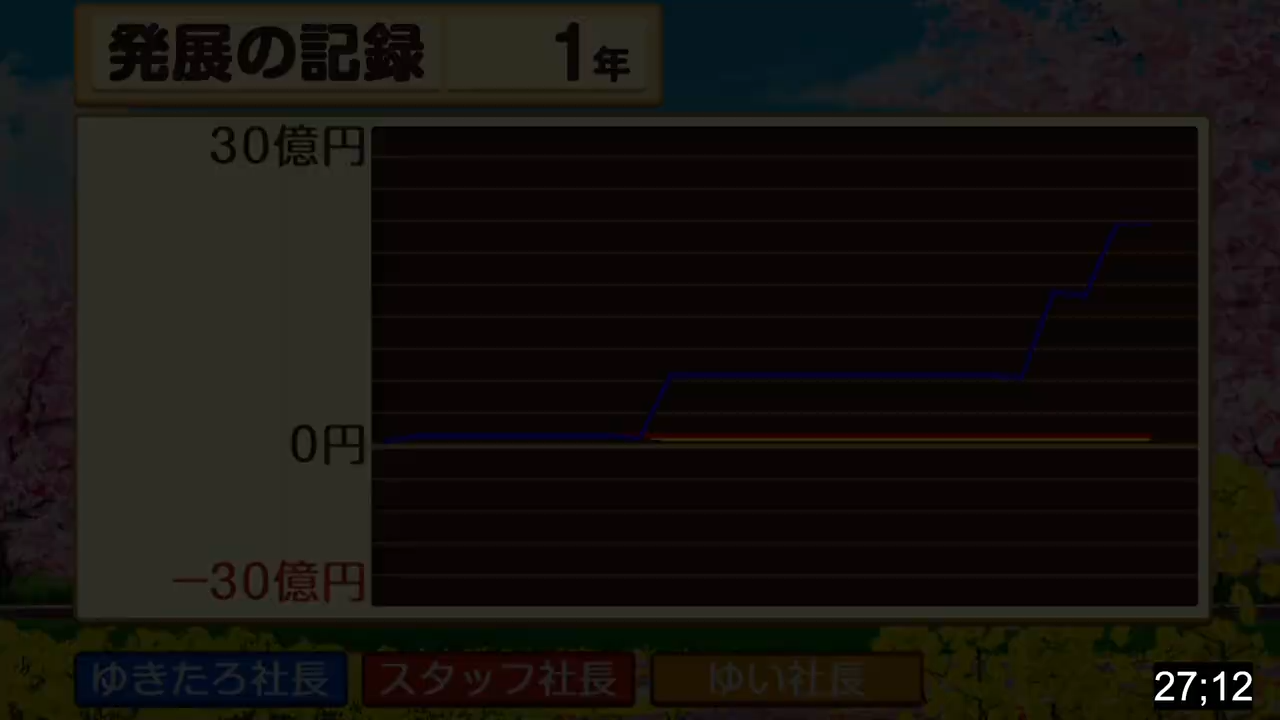 発展の記録 1年
30億円
0円
−30億円
ゆきたろ社長 スタッフ社長 ゆい社長
27;12